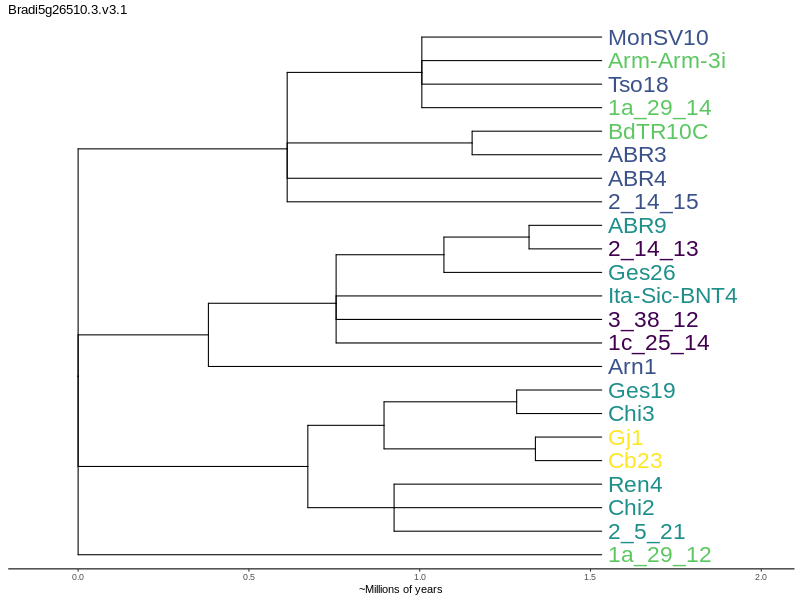 Bradi5g26510.3.v3.1
MonSV10
Arm-Arm-3i
Tso18
1a_29_14
BdTR10C
ABR3
ABR4
2_14_15
ABR9
2_14_13
Ges26
Ita-Sic-BNT4
3_38_12
1c_25_14
Arn1
Ges19
Chi3
Gj1
Cb23
Ren4
Chi2
2_5_21
1a_29_12
0.0 0.5 1.0 1.5 2.0
~Millions of years